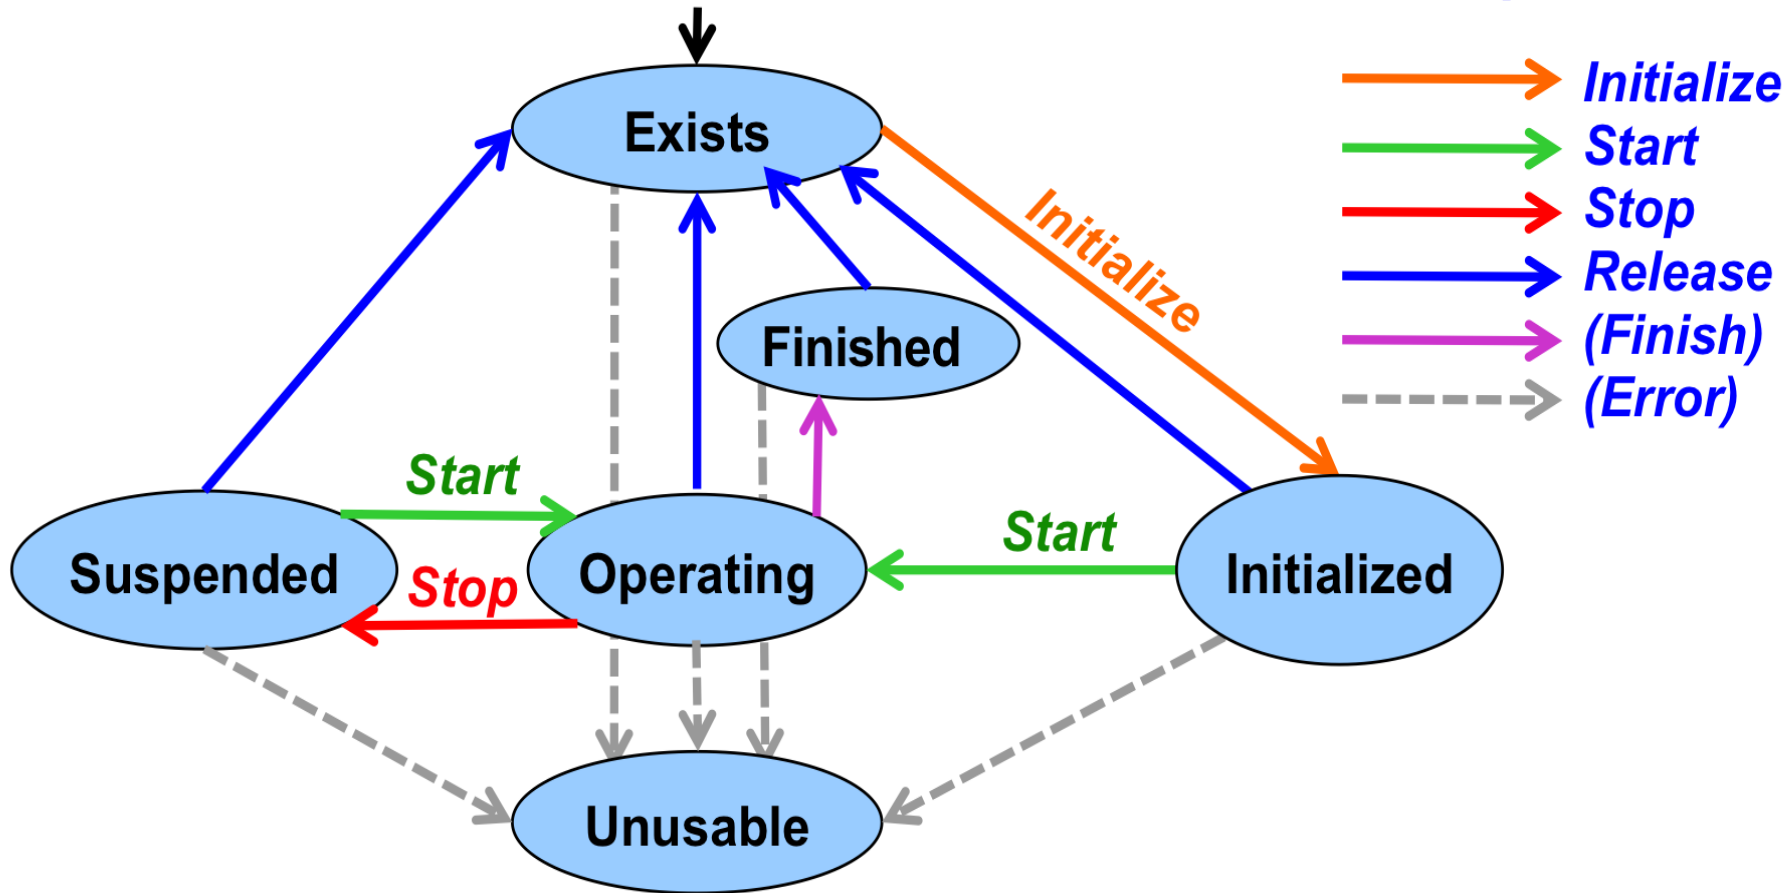 Exists
Initialize
Start
Stop
Release
(Finish)
(Error)
Initialize
Finished
Start
Start
Suspended
Stop
Operating
Initialized
Unusable